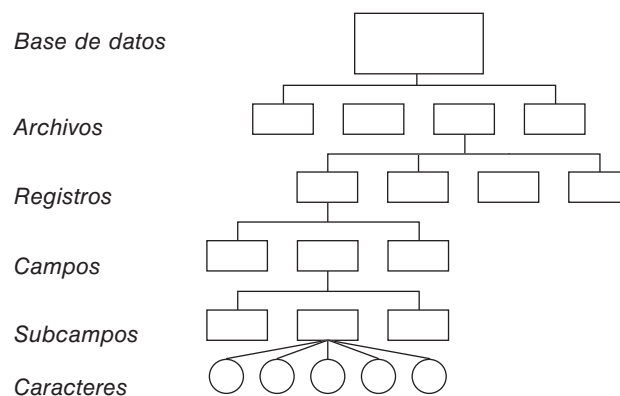 Base de datos
Archivos
Registros
Campos
Subcampos
Caracteres